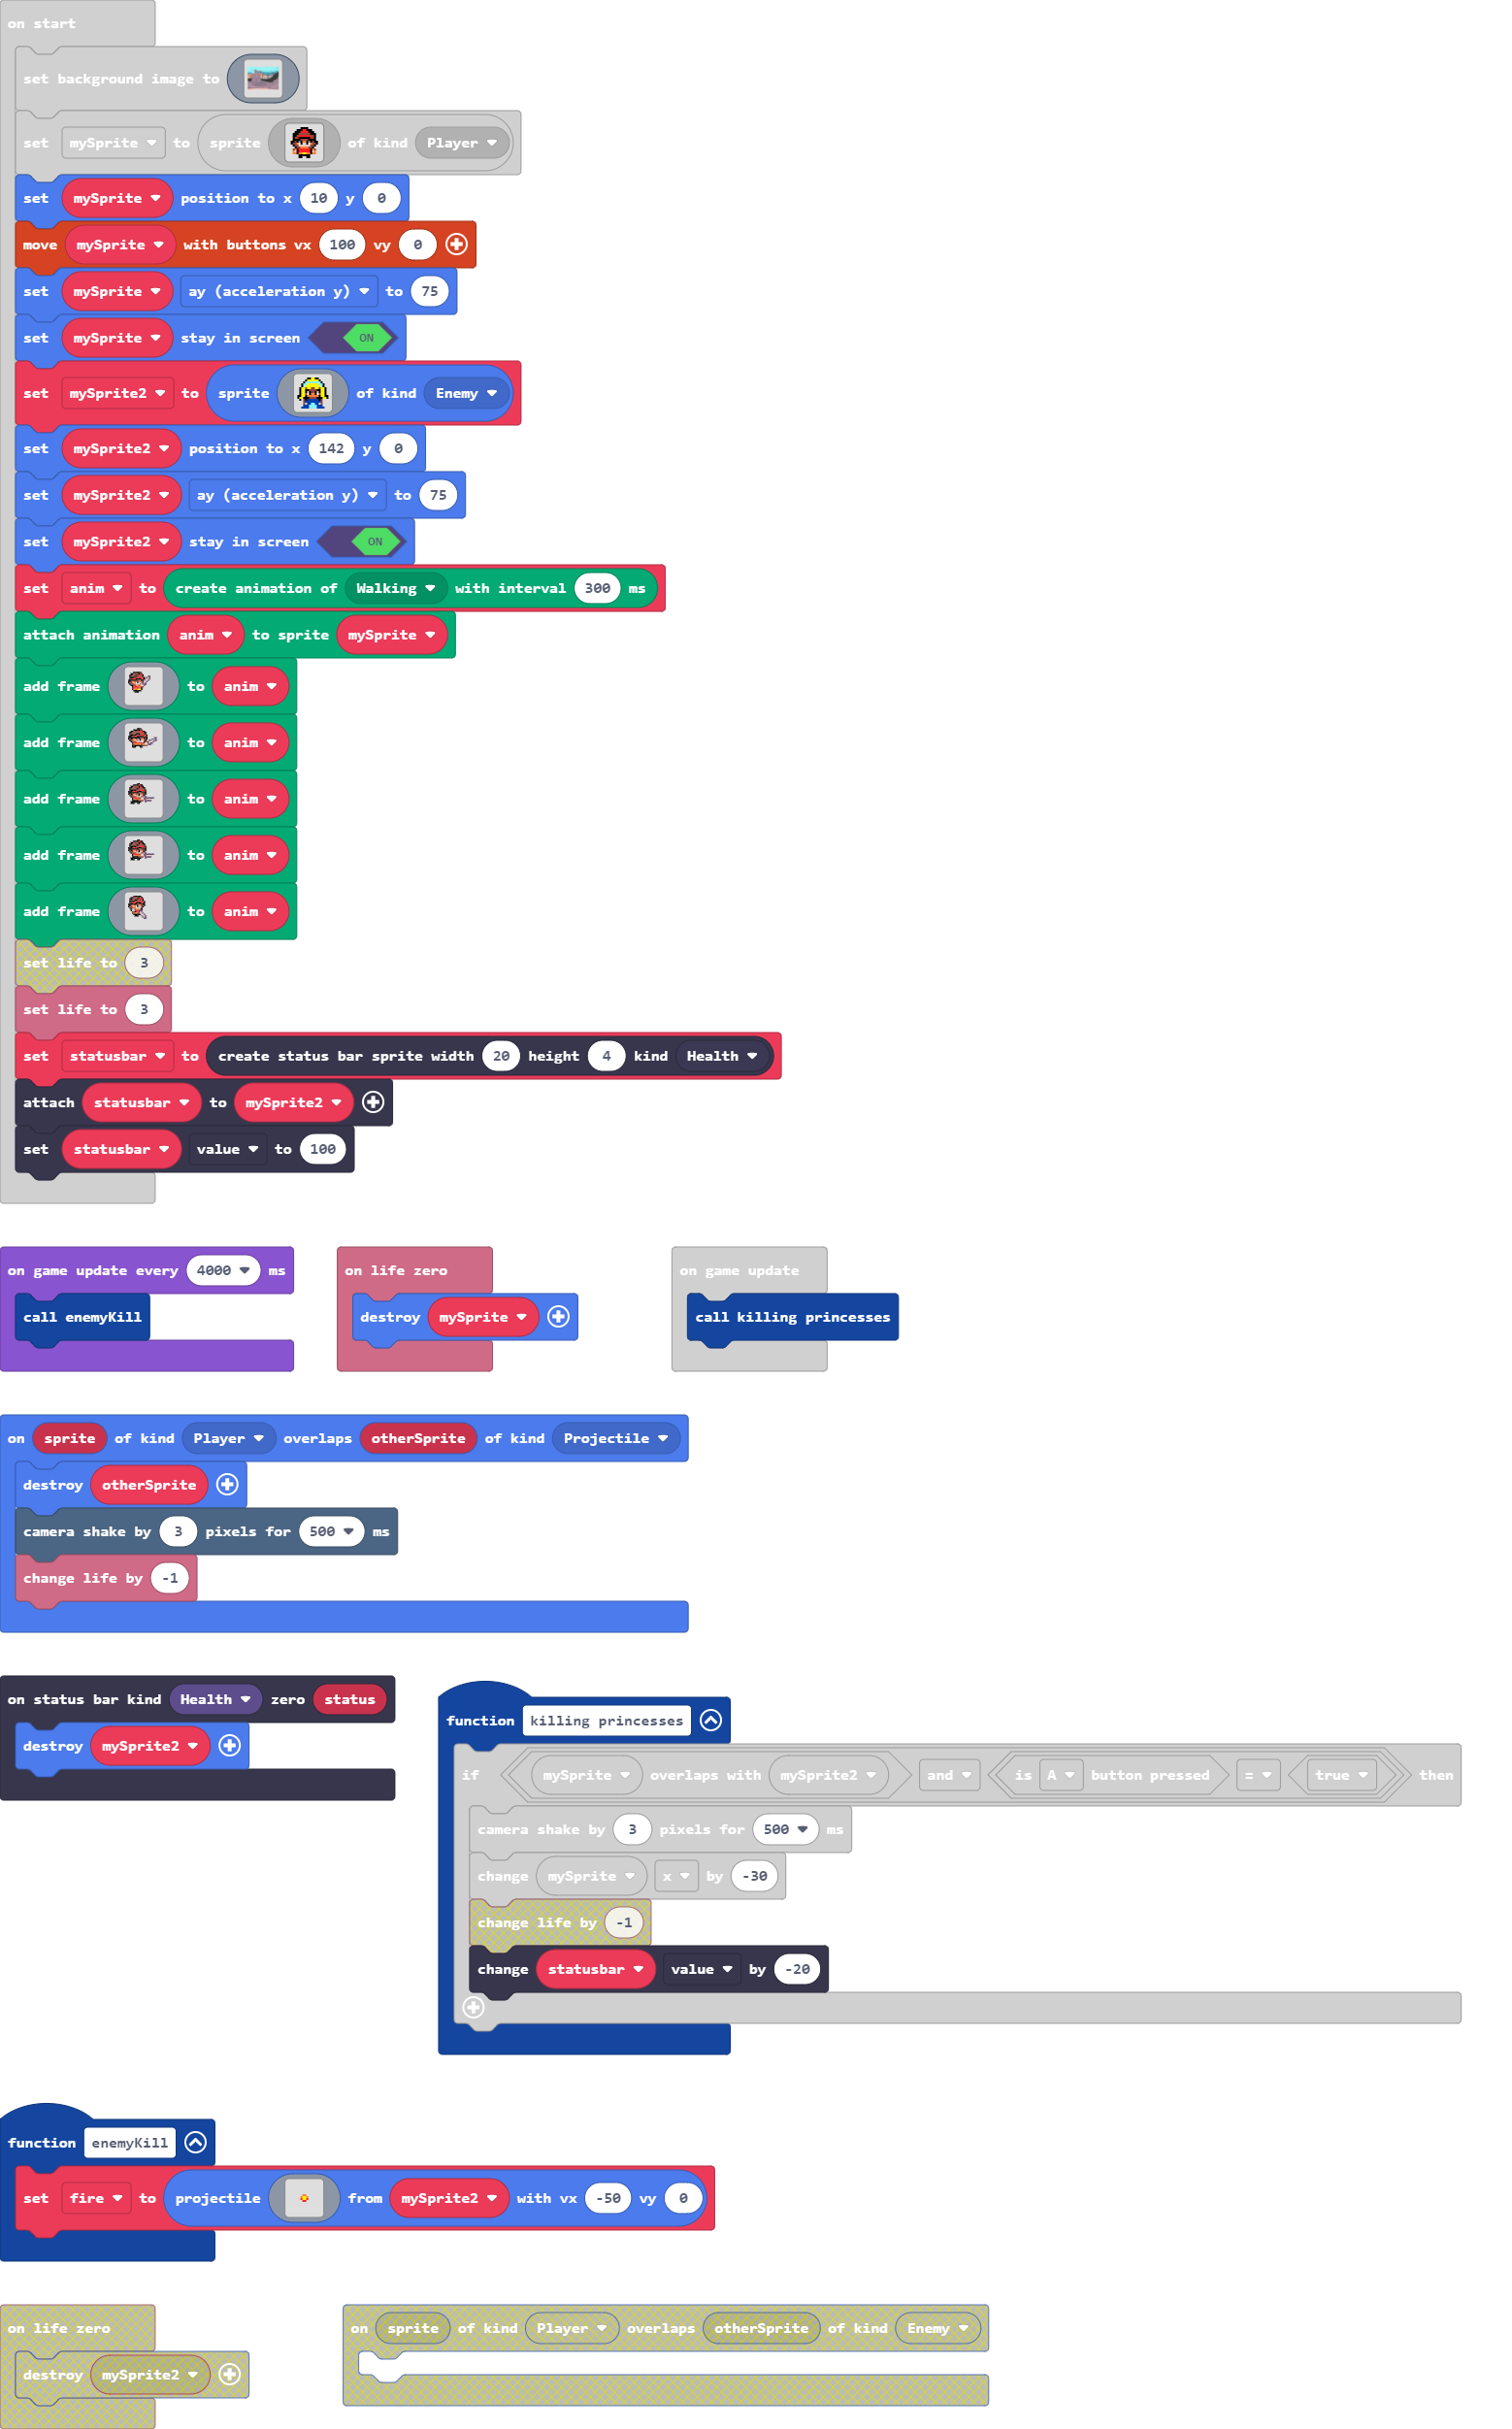 on start
set background image to
set mySprite to sprite of kind Player
set mySprite position to x 10 y 0
move mySprite with buttons vx 100 vy 0
set mySprite ay (acceleration y) to 75
set mySprite stay in screen ON
set mySprite2 to sprite of kind Enemy
set mySprite2 position to x 142 y 0
set mySprite2 ay (acceleration y) to 75
set mySprite2 stay in screen ON
set anim to create animation of Walking with interval 300 ms
attach animation anim to sprite mySprite
add frame to anim
add frame to anim
add frame to anim
add frame to anim
add frame to anim
set life to 3
set life to 3
set statusbar to create status bar sprite width 20 height 4 kind Health
attach statusbar to mySprite2
set statusbar value to 100
on game update every 4000 ms
call enemyKill
on life zero
destroy mySprite
on game update
call killing princesses
on sprite of kind Player overlaps otherSprite of kind Projectile
destroy otherSprite
camera shake by 3 pixels for 500 ms
change life by -1
on status bar kind Health zero status
destroy mySprite2
function killing princesses
if mySprite overlaps with mySprite2 and is A button pressed = true then
camera shake by 3 pixels for 500 ms
change mySprite x by -30
change life by -1
change statusbar value by -20
function enemyKill
set fire to projectile from mySprite2 with vx -50 vy 0
on life zero
destroy mySprite2
on sprite of kind Player overlaps otherSprite of kind Enemy